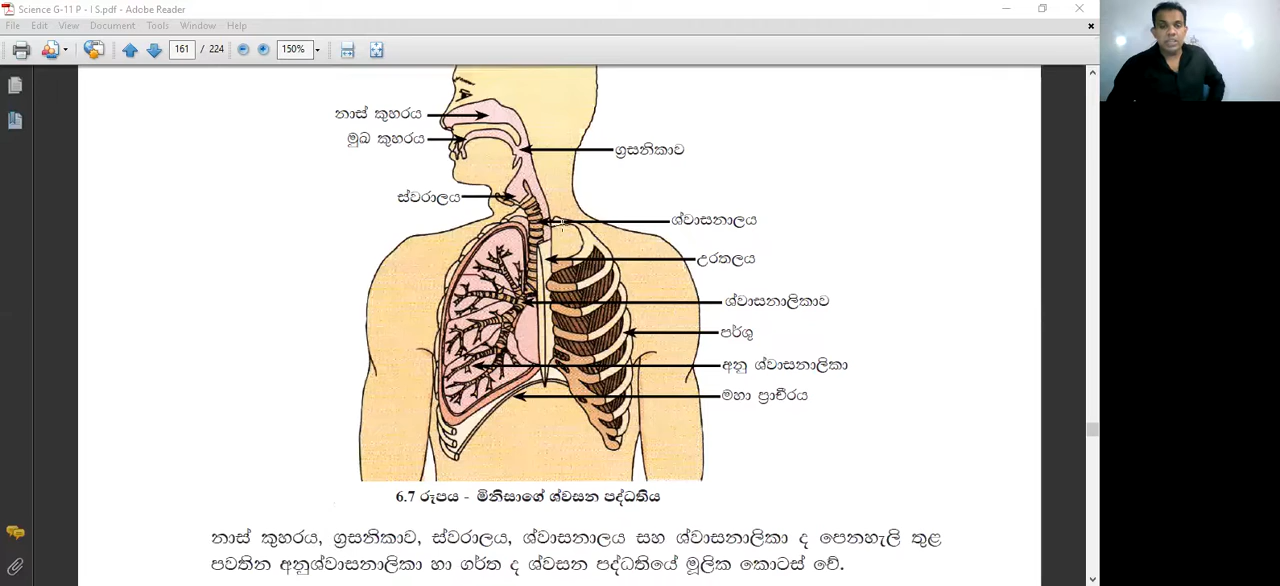 Science G-11 P - I S.pdf - Adobe Reader
File Edit View Document Tools Window Help
161 / 224 150%
නාස් කුහරය
මුඛ කුහරය
ග්‍රසනිකාව
ස්වරාලය
ශ්වාසනාලය
උරතලය
ශ්වාසනාලිකාව
පර්ශු
අනු ශ්වාසනාලිකා
මහා ප්‍රාචීරය
6.7 රූපය - මිනිසාගේ ශ්වසන පද්ධතිය
නාස් කුහරය, ග්‍රසනිකාව, ස්වරාලය, ශ්වාසනාලය සහ ශ්වාසනාලිකා ද පෙනහැලි තුළ
පවතින අනුශ්වාසනාලිකා හා ගර්ත ද ශ්වසන පද්ධතියේ මූලික කොටස් වේ.